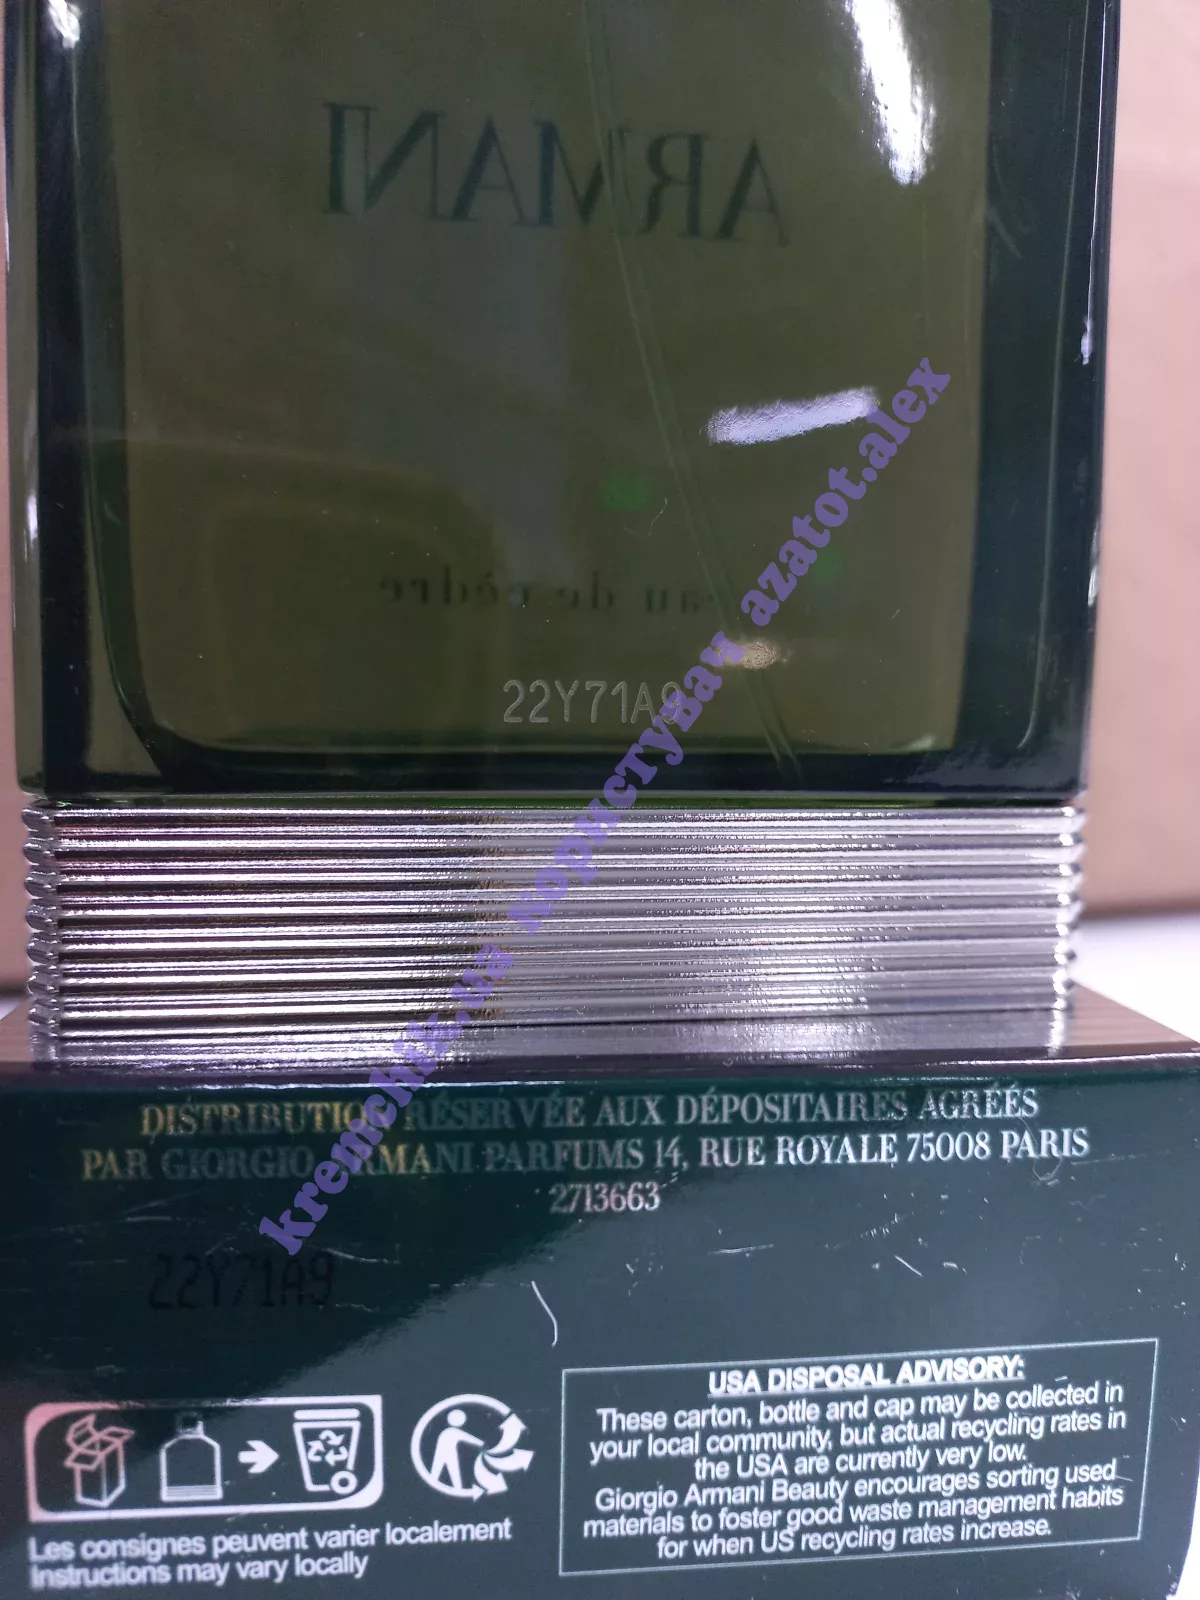 ARMANI
eau de cèdre
22Y71A9
DISTRIBUTION RÉSERVÉE AUX DÉPOSITAIRES AGRÉÉS
PAR GIORGIO ARMANI PARFUMS 14, RUE ROYALE 75008 PARIS
2713663
22Y71A9
Les consignes peuvent varier localement
Instructions may vary locally
USA DISPOSAL ADVISORY:
These carton, bottle and cap may be collected in
your local community, but actual recycling rates in
the USA are currently very low.
Giorgio Armani Beauty encourages sorting used
materials to foster good waste management habits
for when US recycling rates increase.
kremchik.ua користувач azatot.alex